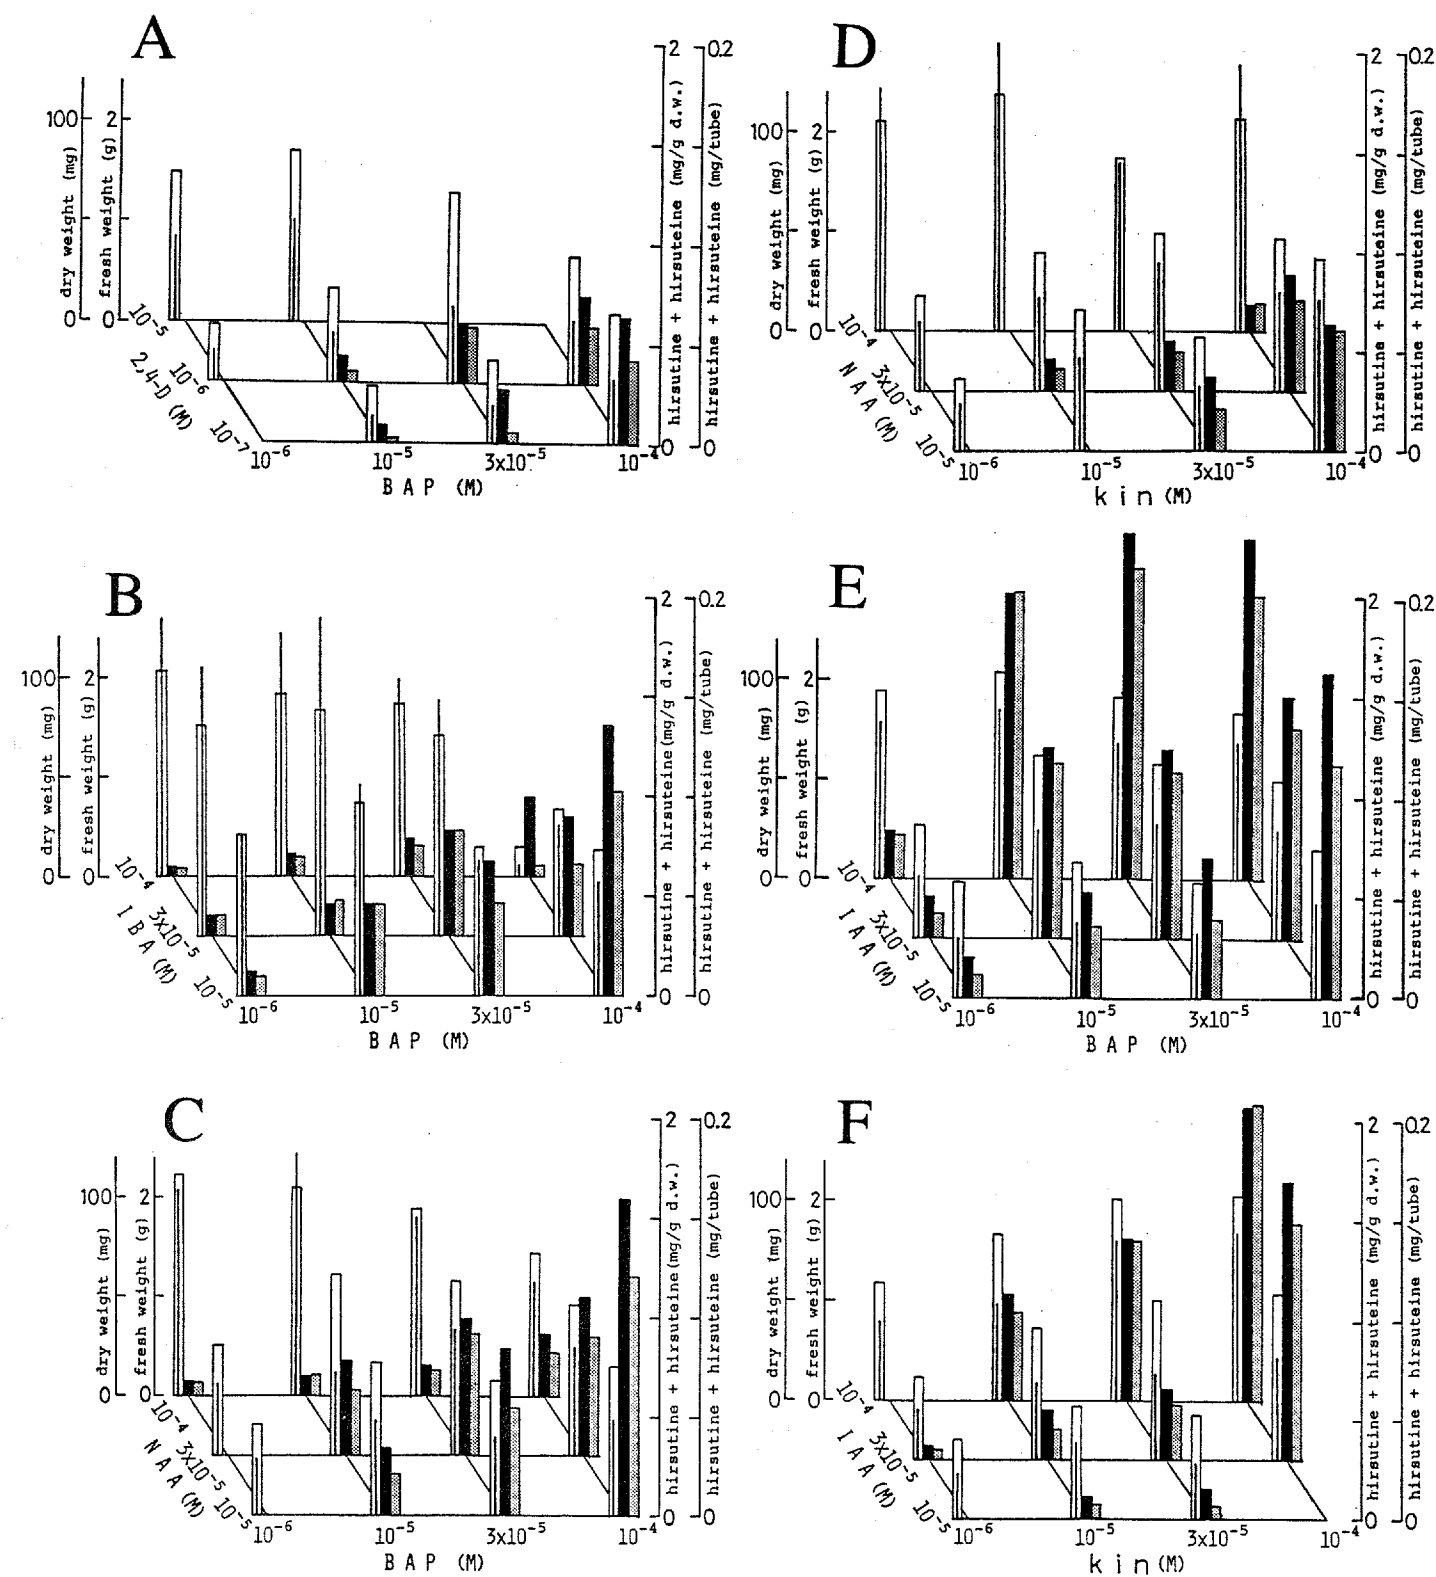 A
100
2
0
0
dry weight (mg)
fresh weight (g)
2
0.2
0
0
hirsutine + hirsuteine (mg/g d.w.)
hirsutine + hirsuteine (mg/tube)
10-5
10-6
10-7
2,4-D (M)
10-6
10-5
3x10-5
10-4
BAP (M)
D
100
2
0
0
dry weight (mg)
fresh weight (g)
2
0.2
0
0
hirsutine + hirsuteine (mg/g d.w.)
hirsutine + hirsuteine (mg/tube)
10-4
3x10-5
10-5
NAA (M)
10-6
10-5
3x10-5
10-4
kin (M)
B
100
2
0
0
dry weight (mg)
fresh weight (g)
2
0.2
0
0
hirsutine + hirsuteine (mg/g d.w.)
hirsutine + hirsuteine (mg/tube)
10-4
3x10-5
10-5
IBA (M)
10-6
10-5
3x10-5
10-4
BAP (M)
E
100
2
0
0
dry weight (mg)
fresh weight (g)
2
0.2
0
0
hirsutine + hirsuteine (mg/g d.w.)
hirsutine + hirsuteine (mg/tube)
10-4
3x10-5
10-5
IAA (M)
10-6
10-5
3x10-5
10-4
BAP (M)
C
100
2
0
0
dry weight (mg)
fresh weight (g)
2
0.2
0
0
hirsutine + hirsuteine (mg/g d.w.)
hirsutine + hirsuteine (mg/tube)
10-4
3x10-5
10-5
NAA (M)
10-6
10-5
3x10-5
10-4
BAP (M)
F
100
2
0
0
dry weight (mg)
fresh weight (g)
2
0.2
0
0
hirsutine + hirsuteine (mg/g d.w.)
hirsutine + hirsuteine (mg/tube)
10-4
3x10-5
10-5
IAA (M)
10-6
10-5
3x10-5
10-4
kin (M)